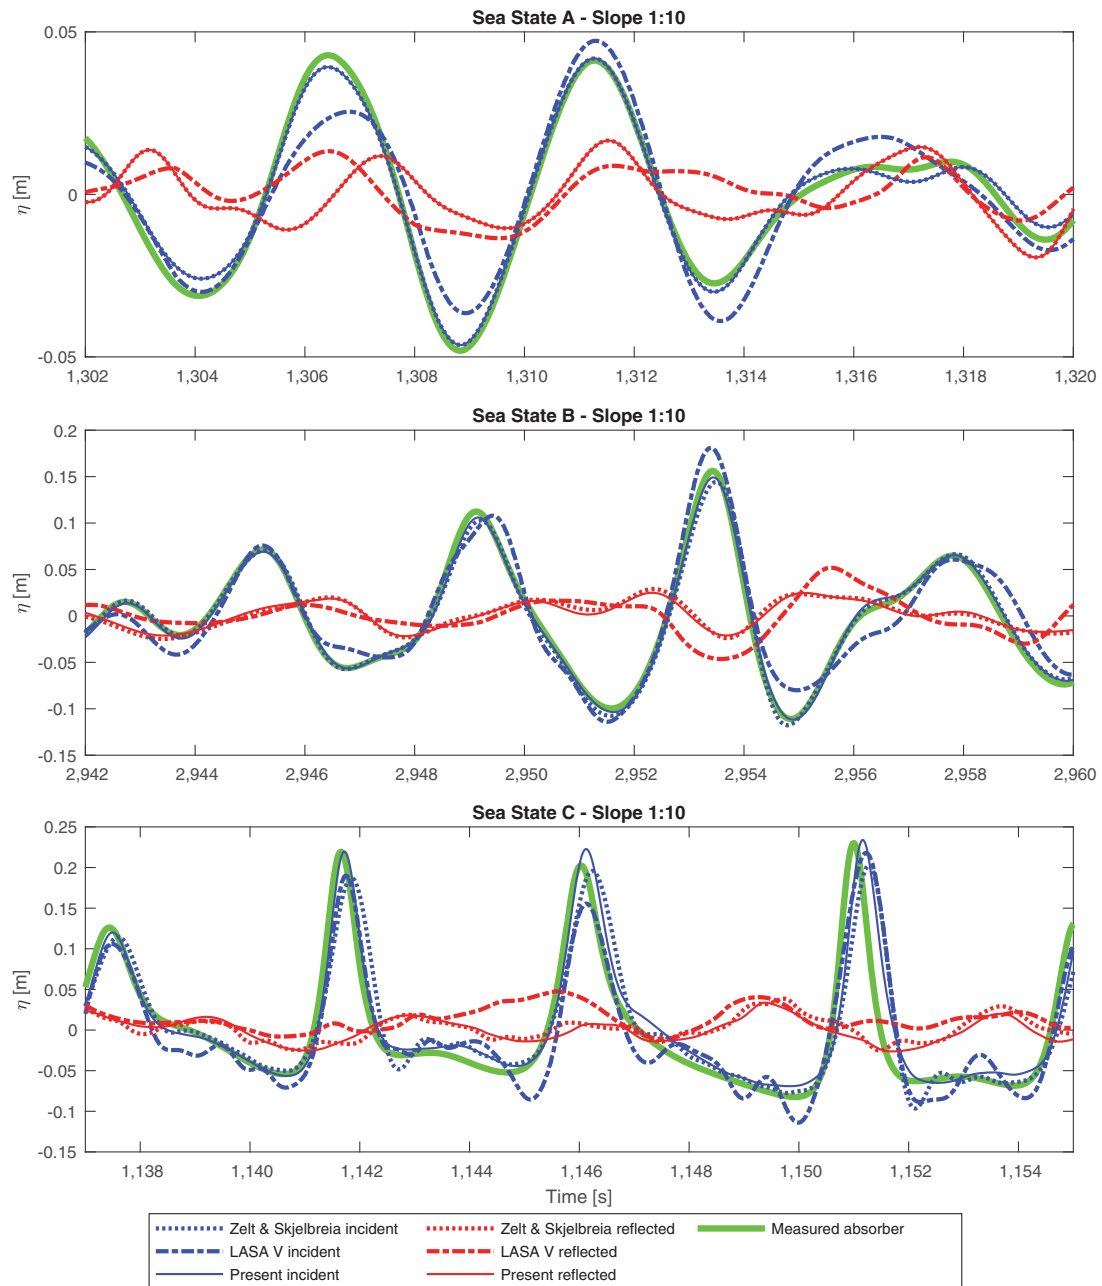 Sea State A - Slope 1:10
0.05
0
-0.05
η [m]
1,302 1,304 1,306 1,308 1,310 1,312 1,314 1,316 1,318 1,320
Sea State B - Slope 1:10
0.2
0.15
0.1
0.05
0
-0.05
-0.1
-0.15
η [m]
2,942 2,944 2,946 2,948 2,950 2,952 2,954 2,956 2,958 2,960
Sea State C - Slope 1:10
0.25
0.2
0.15
0.1
0.05
0
-0.05
-0.1
-0.15
η [m]
1,138 1,140 1,142 1,144 1,146 1,148 1,150 1,152 1,154
Time [s]
Zelt & Skjelbreia incident Zelt & Skjelbreia reflected Measured absorber
LASA V incident LASA V reflected
Present incident Present reflected